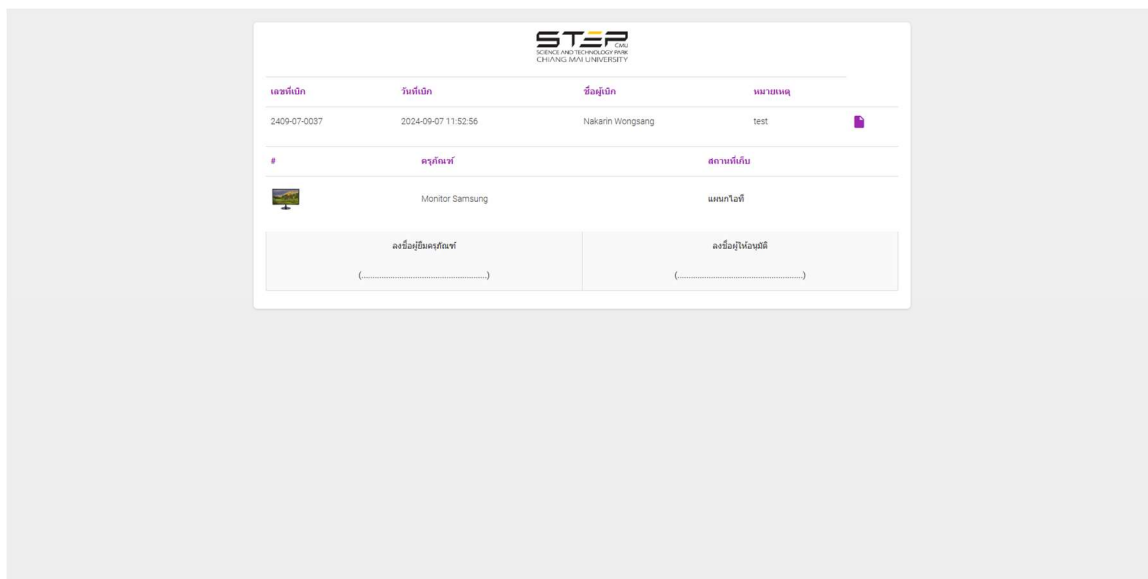 STEP CMU
SCIENCE AND TECHNOLOGY PARK
CHIANG MAI UNIVERSITY
เลขที่เบิก วันที่เบิก ชื่อผู้เบิก หมายเหตุ
2409-07-0037 2024-09-07 11:52:56 Nakarin Wongsang test
# ครุภัณฑ์ สถานที่เก็บ
Monitor Samsung แผนกไอที
ลงชื่อผู้ยืมครุภัณฑ์ ลงชื่อผู้ให้อนุมัติ
(........................................................) (........................................................)